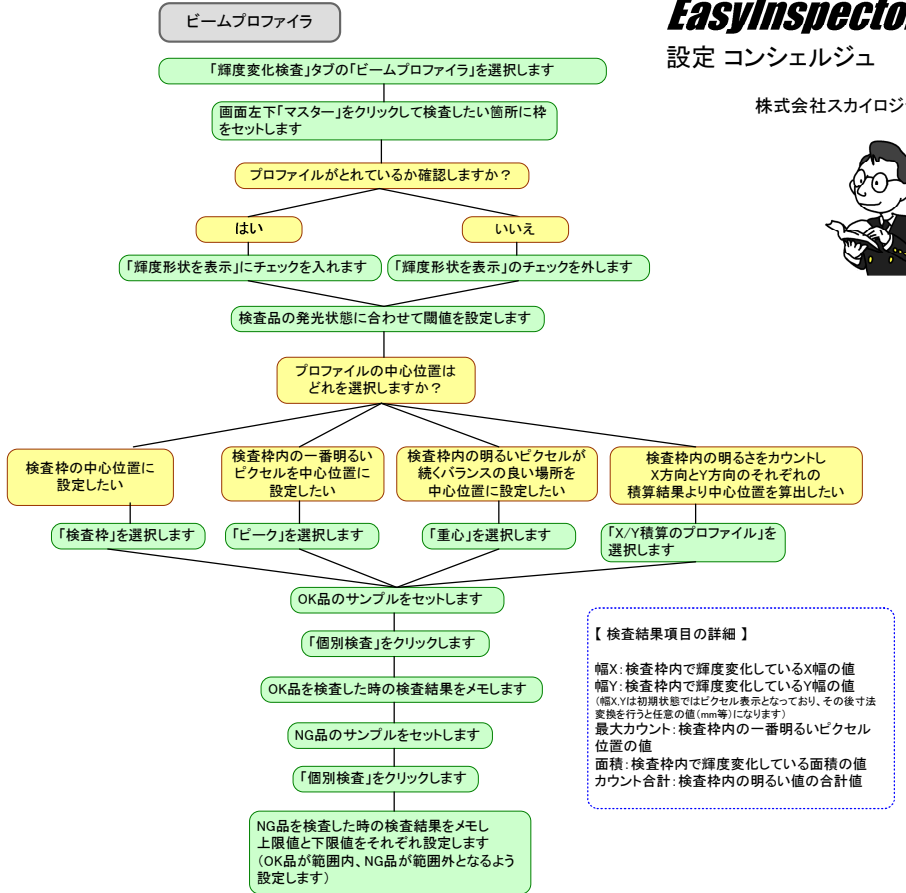 ビームプロファイラ
EasyInspector
設定 コンシェルジュ
株式会社スカイロジ
「輝度変化検査」タブの「ビームプロファイラ」を選択します
画面左下「マスター」をクリックして検査したい箇所に枠
をセットします
プロファイルがとれているか確認しますか？
はい
いいえ
「輝度形状を表示」にチェックを入れます
「輝度形状を表示」のチェックを外します
検査品の発光状態に合わせて閾値を設定します
プロファイルの中心位置は
どれを選択しますか？
検査枠の中心位置に
設定したい
検査枠内の一番明るい
ピクセルを中心位置に
設定したい
検査枠内の明るいピクセルが
続くバランスの良い場所を
中心位置に設定したい
検査枠内の明るさをカウントし
X方向とY方向のそれぞれの
積算結果より中心位置を算出したい
「検査枠」を選択します
「ピーク」を選択します
「重心」を選択します
「X/Y積算のプロファイル」を
選択します
OK品のサンプルをセットします
「個別検査」をクリックします
OK品を検査した時の検査結果をメモします
NG品のサンプルをセットします
「個別検査」をクリックします
NG品を検査した時の検査結果をメモし
上限値と下限値をそれぞれ設定します
（OK品が範囲内、NG品が範囲外となるよう
設定します）
【 検査結果項目の詳細 】
幅X：検査枠内で輝度変化しているX幅の値
幅Y：検査枠内で輝度変化しているY幅の値
（幅X,Yは初期状態ではピクセル表示となっており、その後寸法
変換を行うと任意の値（mm等）になります）
最大カウント：検査枠内の一番明るいピクセル
位置の値
面積：検査枠内で輝度変化している面積の値
カウント合計：検査枠内の明るい値の合計値